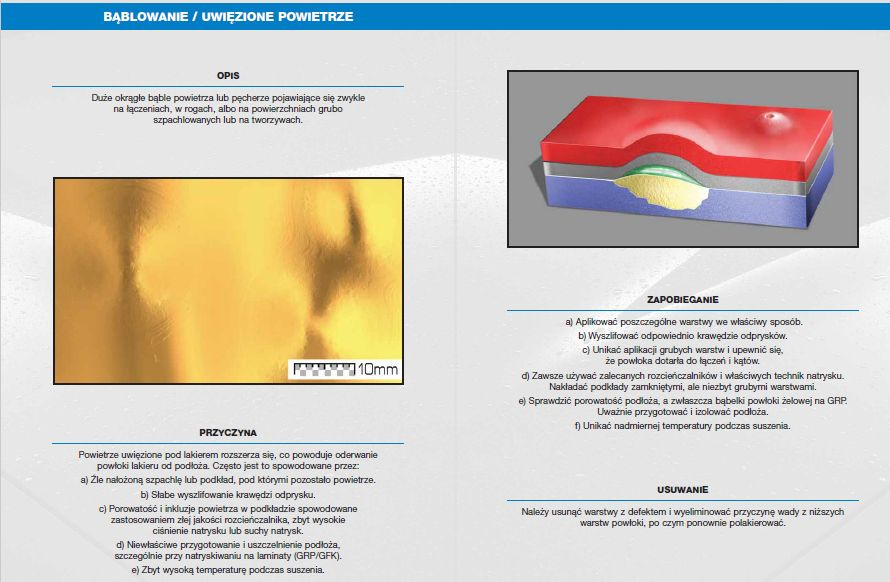 BĄBLOWANIE / UWIĘZIONE POWIETRZE
OPIS
Duże okrągłe bąble powietrza lub pęcherze pojawiające się zwykle
na łączeniach, w rogach, albo na powierzchniach grubo
szpachlowanych lub na tworzywach.
10mm
PRZYCZYNA
Powietrze uwięzione pod lakierem rozszerza się, co powoduje oderwanie
powłoki lakieru od podłoża. Często jest to spowodowane przez:
a) Źle nałożoną szpachlę lub podkład, pod którymi pozostało powietrze.
b) Słabe wyszlifowanie krawędzi odprysku.
c) Porowatość i inkluzje powietrza w podkładzie spowodowane
zastosowaniem złej jakości rozcieńczalnika, zbyt wysokie
ciśnienie natrysku lub suchy natrysk.
d) Niewłaściwe przygotowanie i uszczelnienie podłoża,
szczególnie przy natryskiwaniu na laminaty (GRP/GFK).
e) Zbyt wysoką temperaturę podczas suszenia.
ZAPOBIEGANIE
a) Aplikować poszczególne warstwy we właściwy sposób.
b) Wyszlifować odpowiednio krawędzie odprysków.
c) Unikać aplikacji grubych warstw i upewnić się,
że powłoka dotarła do łączeń i kątów.
d) Zawsze używać zalecanych rozcieńczalników i właściwych technik natrysku.
Nakładać podkłady zamkniętymi, ale niezbyt grubymi warstwami.
e) Sprawdzić porowatość podłoża, a zwłaszcza bąbelki powłoki żelowej na GRP.
Uważnie przygotować i izolować podłoża.
f) Unikać nadmiernej temperatury podczas suszenia.
USUWANIE
Należy usunąć warstwy z defektem i wyeliminować przyczynę wady z niższych
warstw powłoki, po czym ponownie polakierować.